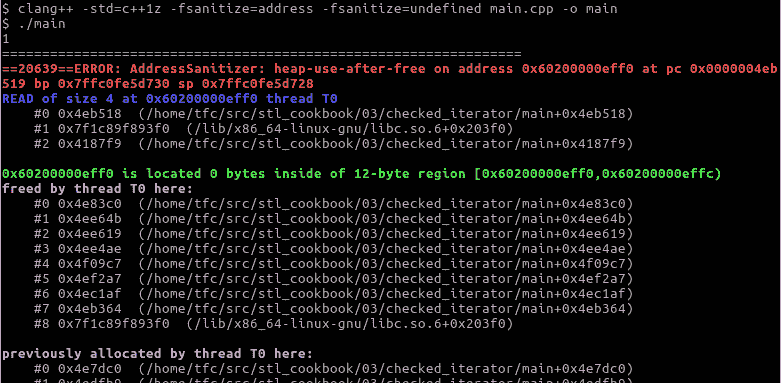 $ clang++ -std=c++1z -fsanitize=address -fsanitize=undefined main.cpp -o main
$ ./main
1
=================================================================
==20639==ERROR: AddressSanitizer: heap-use-after-free on address 0x60200000eff0 at pc 0x0000004eb
519 bp 0x7ffc0fe5d730 sp 0x7ffc0fe5d728
READ of size 4 at 0x60200000eff0 thread T0
    #0 0x4eb518  (/home/tfc/src/stl_cookbook/03/checked_iterator/main+0x4eb518)
    #1 0x7f1c89f893f0  (/lib/x86_64-linux-gnu/libc.so.6+0x203f0)
    #2 0x4187f9  (/home/tfc/src/stl_cookbook/03/checked_iterator/main+0x4187f9)

0x60200000eff0 is located 0 bytes inside of 12-byte region [0x60200000eff0,0x60200000effc)
freed by thread T0 here:
    #0 0x4e83c0  (/home/tfc/src/stl_cookbook/03/checked_iterator/main+0x4e83c0)
    #1 0x4ee64b  (/home/tfc/src/stl_cookbook/03/checked_iterator/main+0x4ee64b)
    #2 0x4ee619  (/home/tfc/src/stl_cookbook/03/checked_iterator/main+0x4ee619)
    #3 0x4ee4ae  (/home/tfc/src/stl_cookbook/03/checked_iterator/main+0x4ee4ae)
    #4 0x4f09c7  (/home/tfc/src/stl_cookbook/03/checked_iterator/main+0x4f09c7)
    #5 0x4ef2a7  (/home/tfc/src/stl_cookbook/03/checked_iterator/main+0x4ef2a7)
    #6 0x4ec1af  (/home/tfc/src/stl_cookbook/03/checked_iterator/main+0x4ec1af)
    #7 0x4eb364  (/home/tfc/src/stl_cookbook/03/checked_iterator/main+0x4eb364)
    #8 0x7f1c89f893f0  (/lib/x86_64-linux-gnu/libc.so.6+0x203f0)

previously allocated by thread T0 here:
    #0 0x4e7dc0  (/home/tfc/src/stl_cookbook/03/checked_iterator/main+0x4e7dc0)